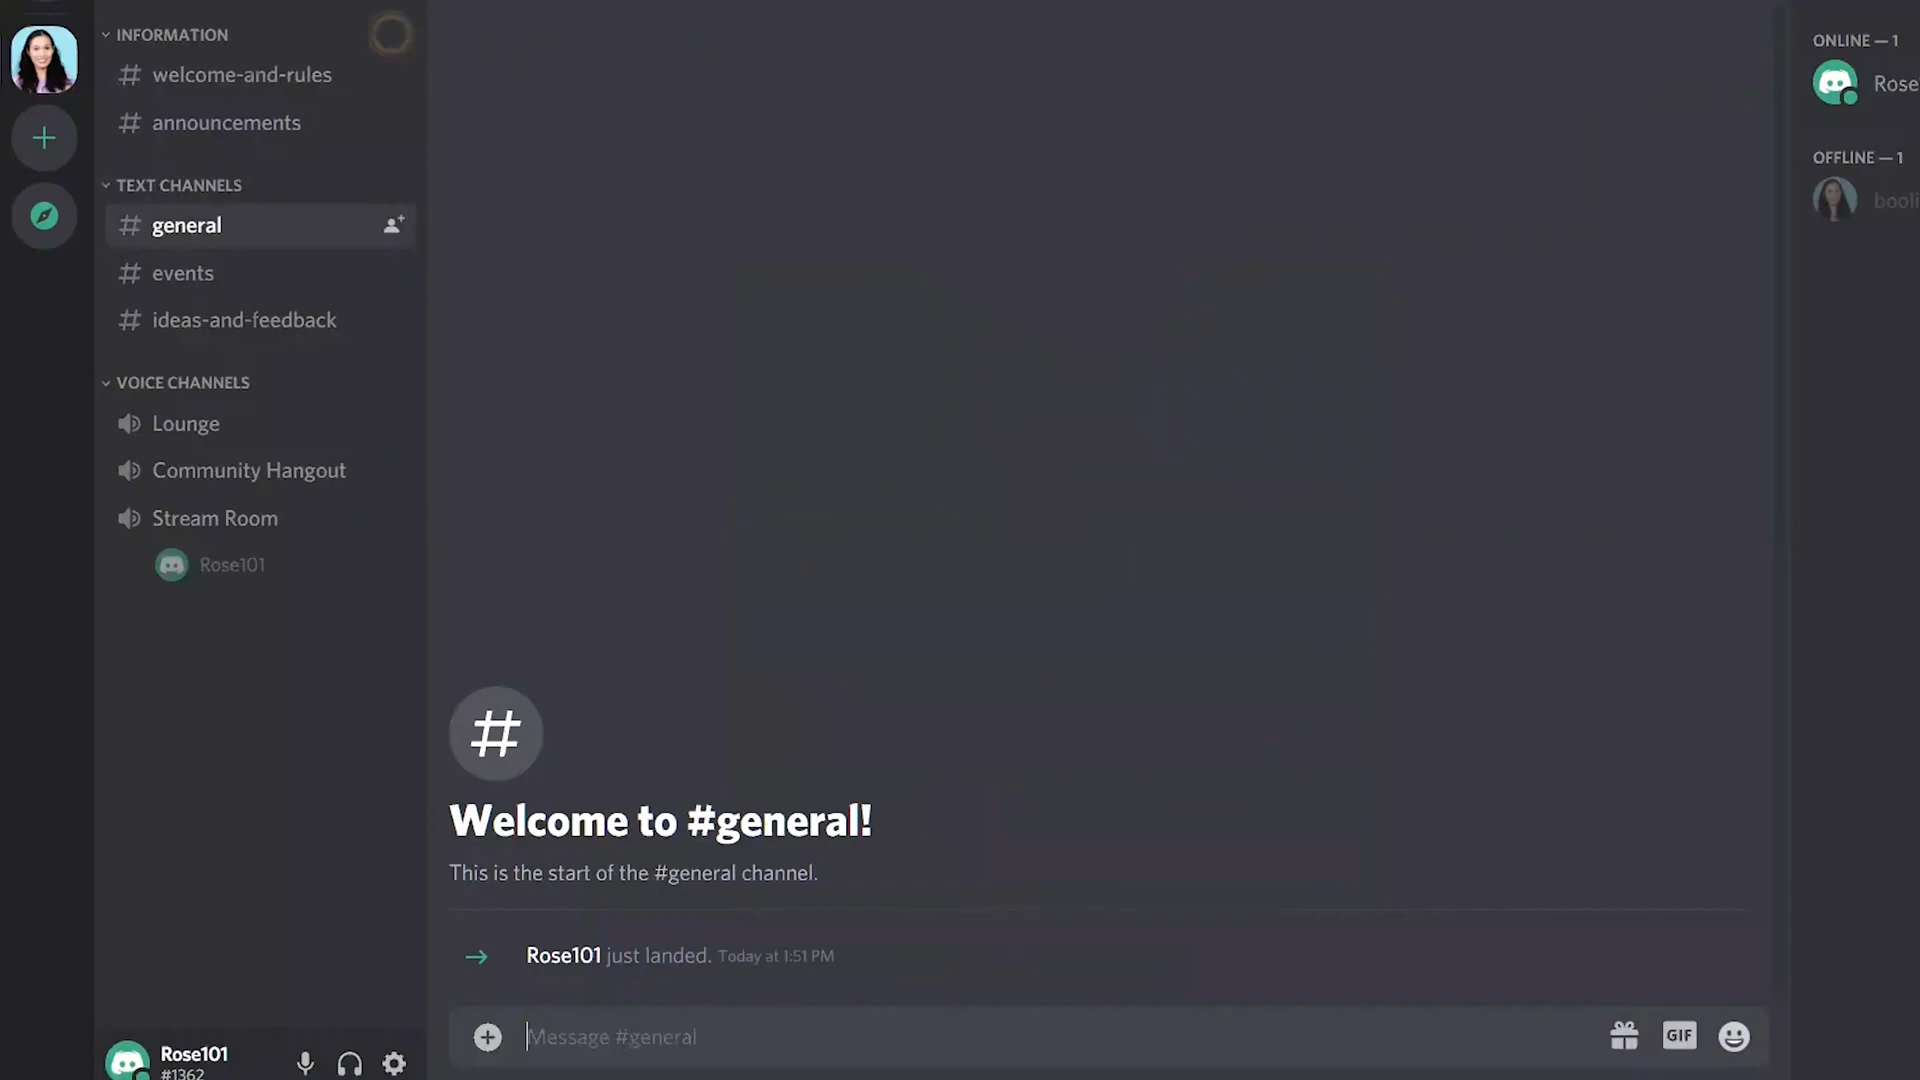 INFORMATION
welcome-and-rules
announcements
TEXT CHANNELS
general
events
ideas-and-feedback
VOICE CHANNELS
Lounge
Community Hangout
Stream Room
Rose101
Rose101
#1362
Welcome to #general!
This is the start of the #general channel.
Rose101 just landed. Today at 1:51 PM
Message #general
GIF
ONLINE — 1
Rose
OFFLINE — 1
booli